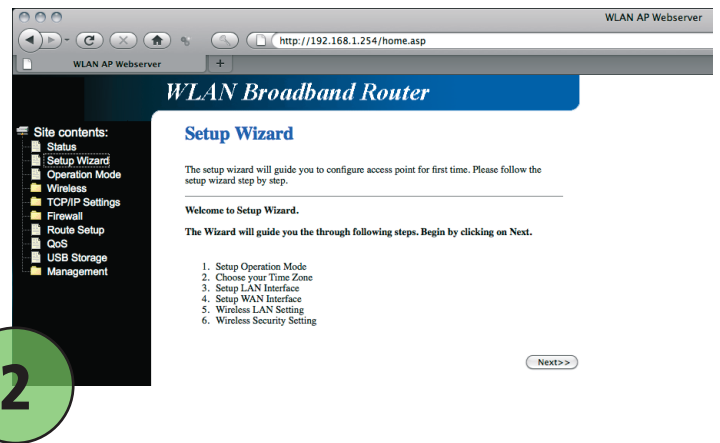 WLAN AP Webserver
http://192.168.1.254/home.asp
WLAN AP Webserver
+
WLAN Broadband Router
Site contents:
Status
Setup Wizard
Operation Mode
Wireless
TCP/IP Settings
Firewall
Route Setup
QoS
USB Storage
Management
Setup Wizard
The setup wizard will guide you to configure access point for first time. Please follow the
setup wizard step by step.
Welcome to Setup Wizard.
The Wizard will guide you the through following steps. Begin by clicking on Next.
1. Setup Operation Mode
2. Choose your Time Zone
3. Setup LAN Interface
4. Setup WAN Interface
5. Wireless LAN Setting
6. Wireless Security Setting
Next>>
2